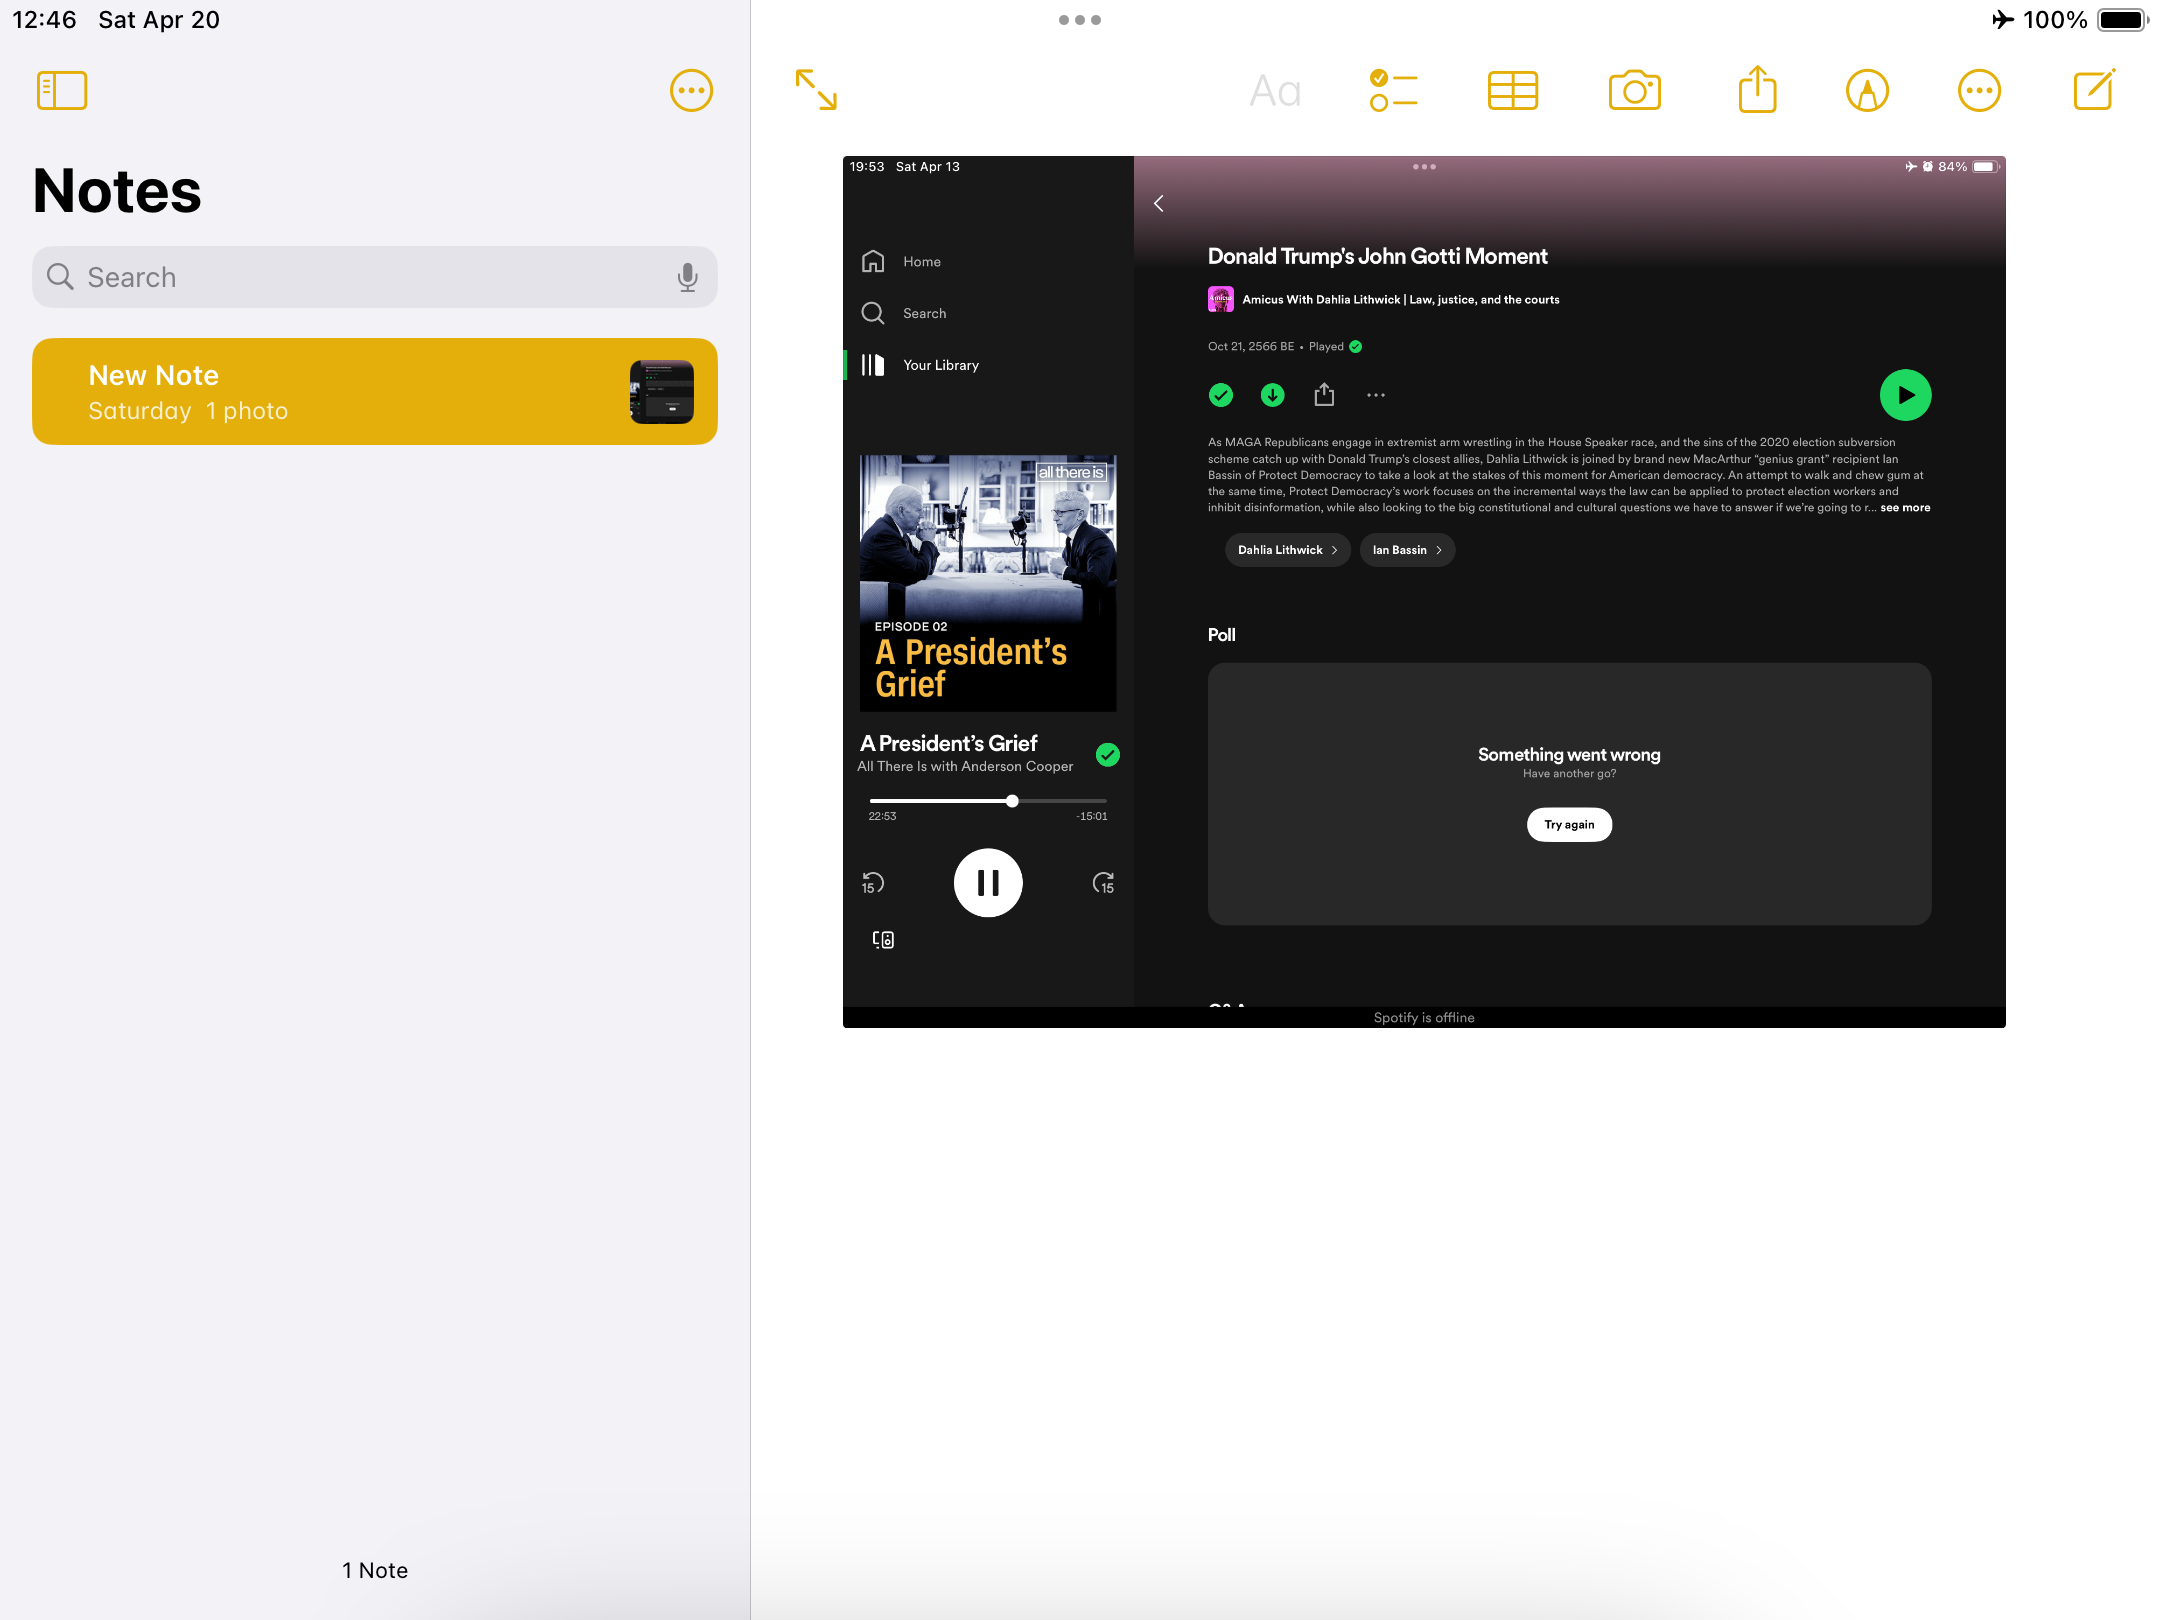 12:46 Sat Apr 20
100%
Notes
Search
New Note
Saturday 1 photo
1 Note
Aa
19:53 Sat Apr 13
84%
Home
Search
Your Library
all there is
EPISODE 02
A President’s
Grief
A President’s Grief
All There Is with Anderson Cooper
22:53
-15:01
15
15
Donald Trump's John Gotti Moment
Amicus
Amicus With Dahlia Lithwick | Law, justice, and the courts
Oct 21, 2566 BE • Played
As MAGA Republicans engage in extremist arm wrestling in the House Speaker race, and the sins of the 2020 election subversion
scheme catch up with Donald Trump’s closest allies, Dahlia Lithwick is joined by brand new MacArthur “genius grant” recipient Ian
Bassin of Protect Democracy to take a look at the stakes of this moment for American democracy. An attempt to walk and chew gum at
the same time, Protect Democracy’s work focuses on the incremental ways the law can be applied to protect election workers and
inhibit disinformation, while also looking to the big constitutional and cultural questions we have to answer if we’re going to r... see more
Dahlia Lithwick
Ian Bassin
Poll
Something went wrong
Have another go?
Try again
Spotify is offline